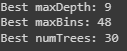 Best maxDepth: 9
Best maxBins: 48
Best numTrees: 30